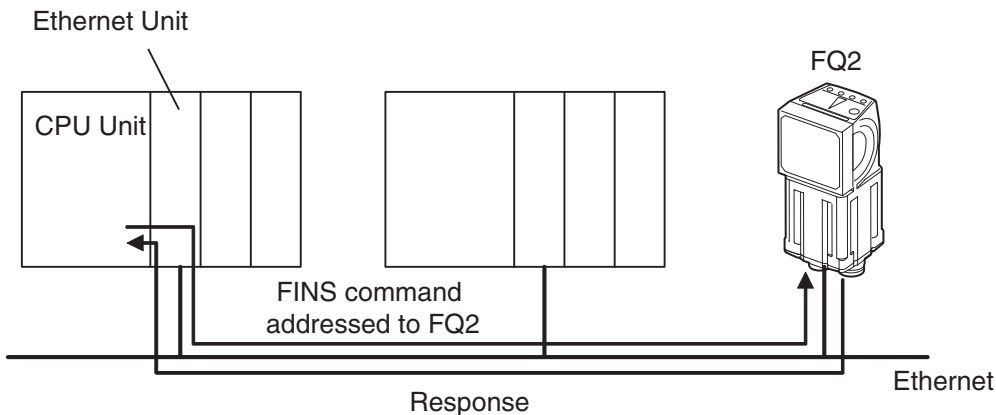 Ethernet Unit
FQ2
CPU Unit
FINS command
addressed to FQ2
Ethernet
Response